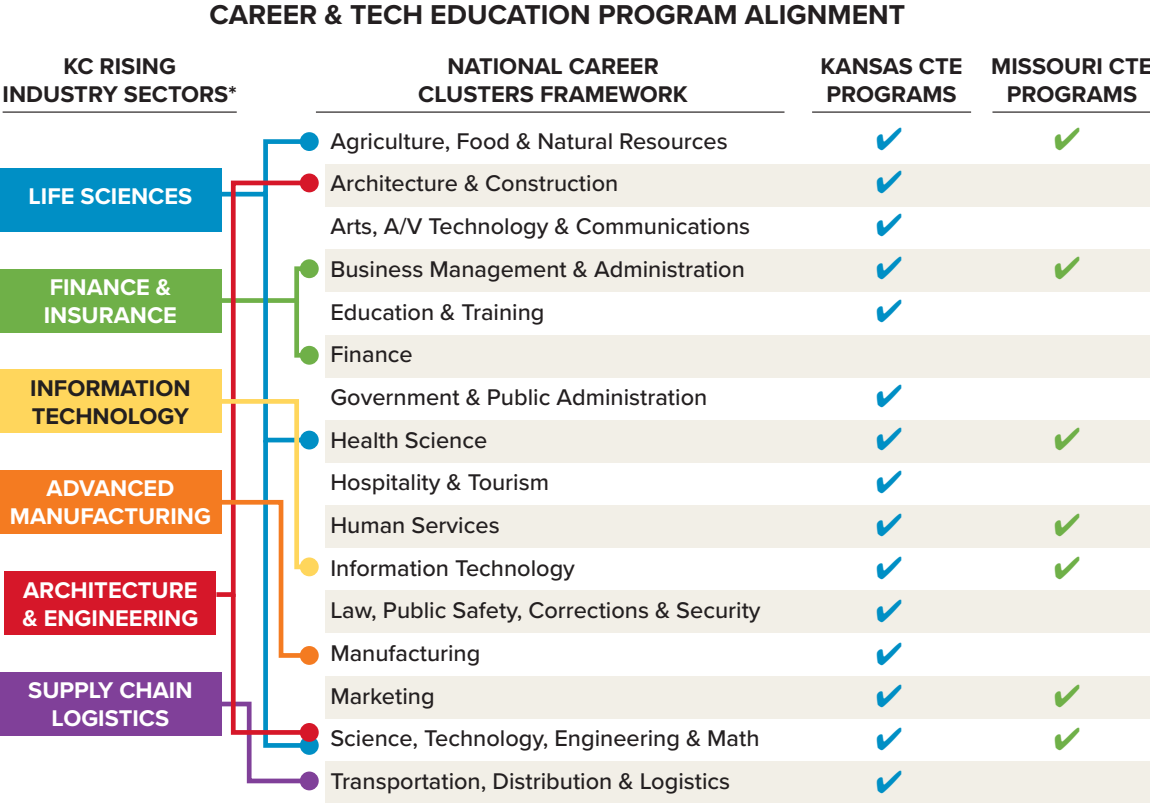 CAREER & TECH EDUCATION PROGRAM ALIGNMENT
KC RISING
INDUSTRY SECTORS*
NATIONAL CAREER
CLUSTERS FRAMEWORK
KANSAS CTE
PROGRAMS
MISSOURI CTE
PROGRAMS
LIFE SCIENCES
FINANCE &
INSURANCE
INFORMATION
TECHNOLOGY
ADVANCED
MANUFACTURING
ARCHITECTURE
& ENGINEERING
SUPPLY CHAIN
LOGISTICS
Agriculture, Food & Natural Resources ✔ ✔
Architecture & Construction ✔
Arts, A/V Technology & Communications ✔
Business Management & Administration ✔ ✔
Education & Training ✔
Finance
Government & Public Administration ✔
Health Science ✔ ✔
Hospitality & Tourism ✔
Human Services ✔ ✔
Information Technology ✔ ✔
Law, Public Safety, Corrections & Security ✔
Manufacturing ✔
Marketing ✔ ✔
Science, Technology, Engineering & Math ✔ ✔
Transportation, Distribution & Logistics ✔